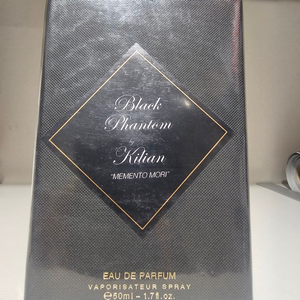 Black
Phantom
by
Kilian
"MEMENTO MORI"
EAU DE PARFUM
VAPORISATEUR SPRAY
℮50ml - 1.7fl.oz.